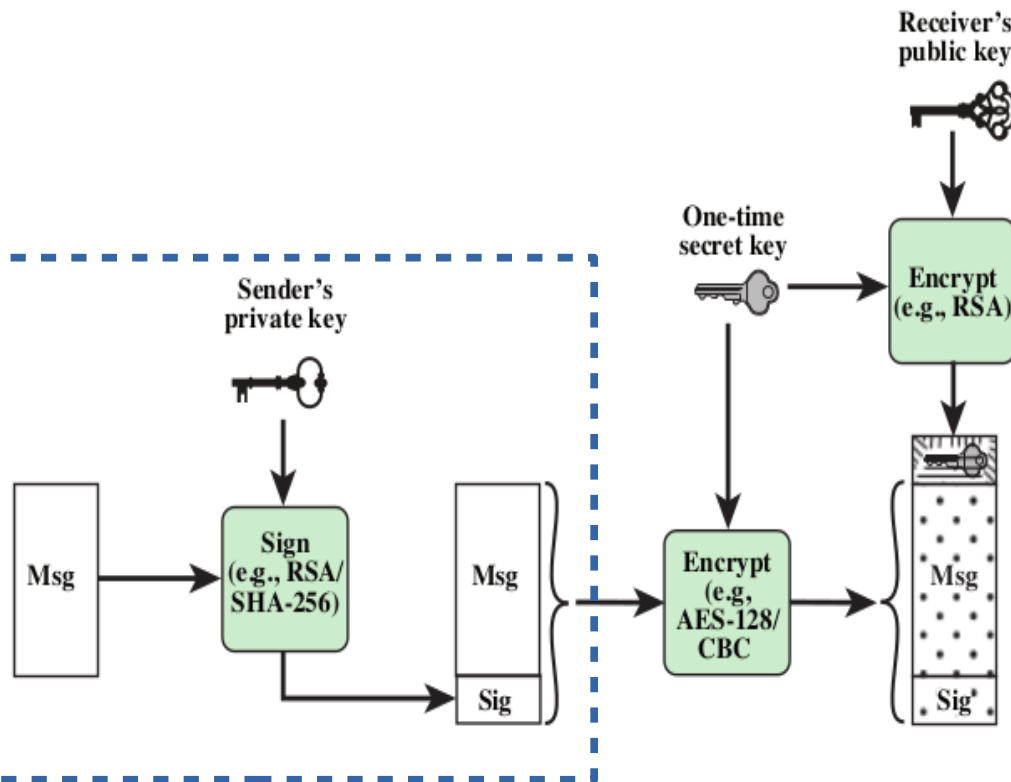 Receiver's
public key
One-time
secret key
Encrypt
(e.g., RSA)
Sender's
private key
Msg
Sign
(e.g., RSA/
SHA-256)
Msg
Sig
Encrypt
(e.g,
AES-128/
CBC
Msg
Sig